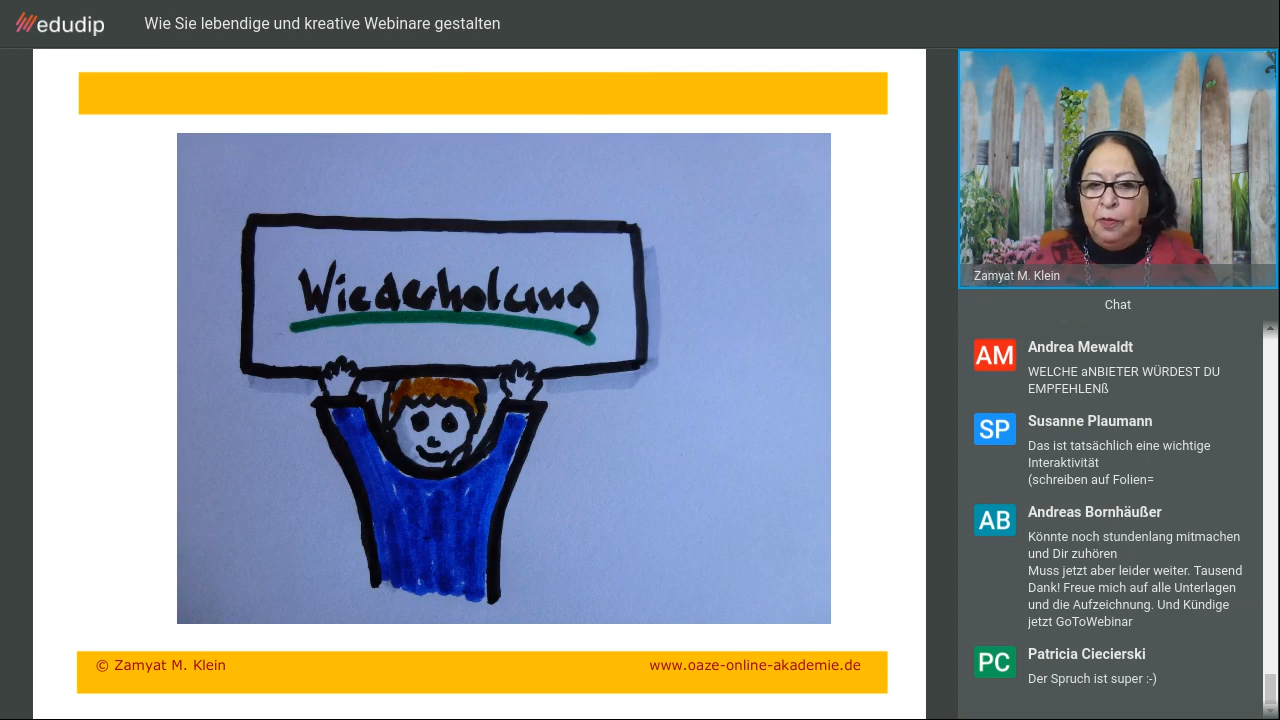 edudip
Wie Sie lebendige und kreative Webinare gestalten
Wiederholung
© Zamyat M. Klein
www.oaze-online-akademie.de
Zamyat M. Klein
Chat
AM
Andrea Mewaldt
WELCHE aNBIETER WÜRDEST DU
EMPFEHLENß
SP
Susanne Plaumann
Das ist tatsächlich eine wichtige
Interaktivität
(schreiben auf Folien=
AB
Andreas Bornhäußer
Könnte noch stundenlang mitmachen
und Dir zuhören
Muss jetzt aber leider weiter. Tausend
Dank! Freue mich auf alle Unterlagen
und die Aufzeichnung. Und Kündige
jetzt GoToWebinar
PC
Patricia Ciecierski
Der Spruch ist super :-)